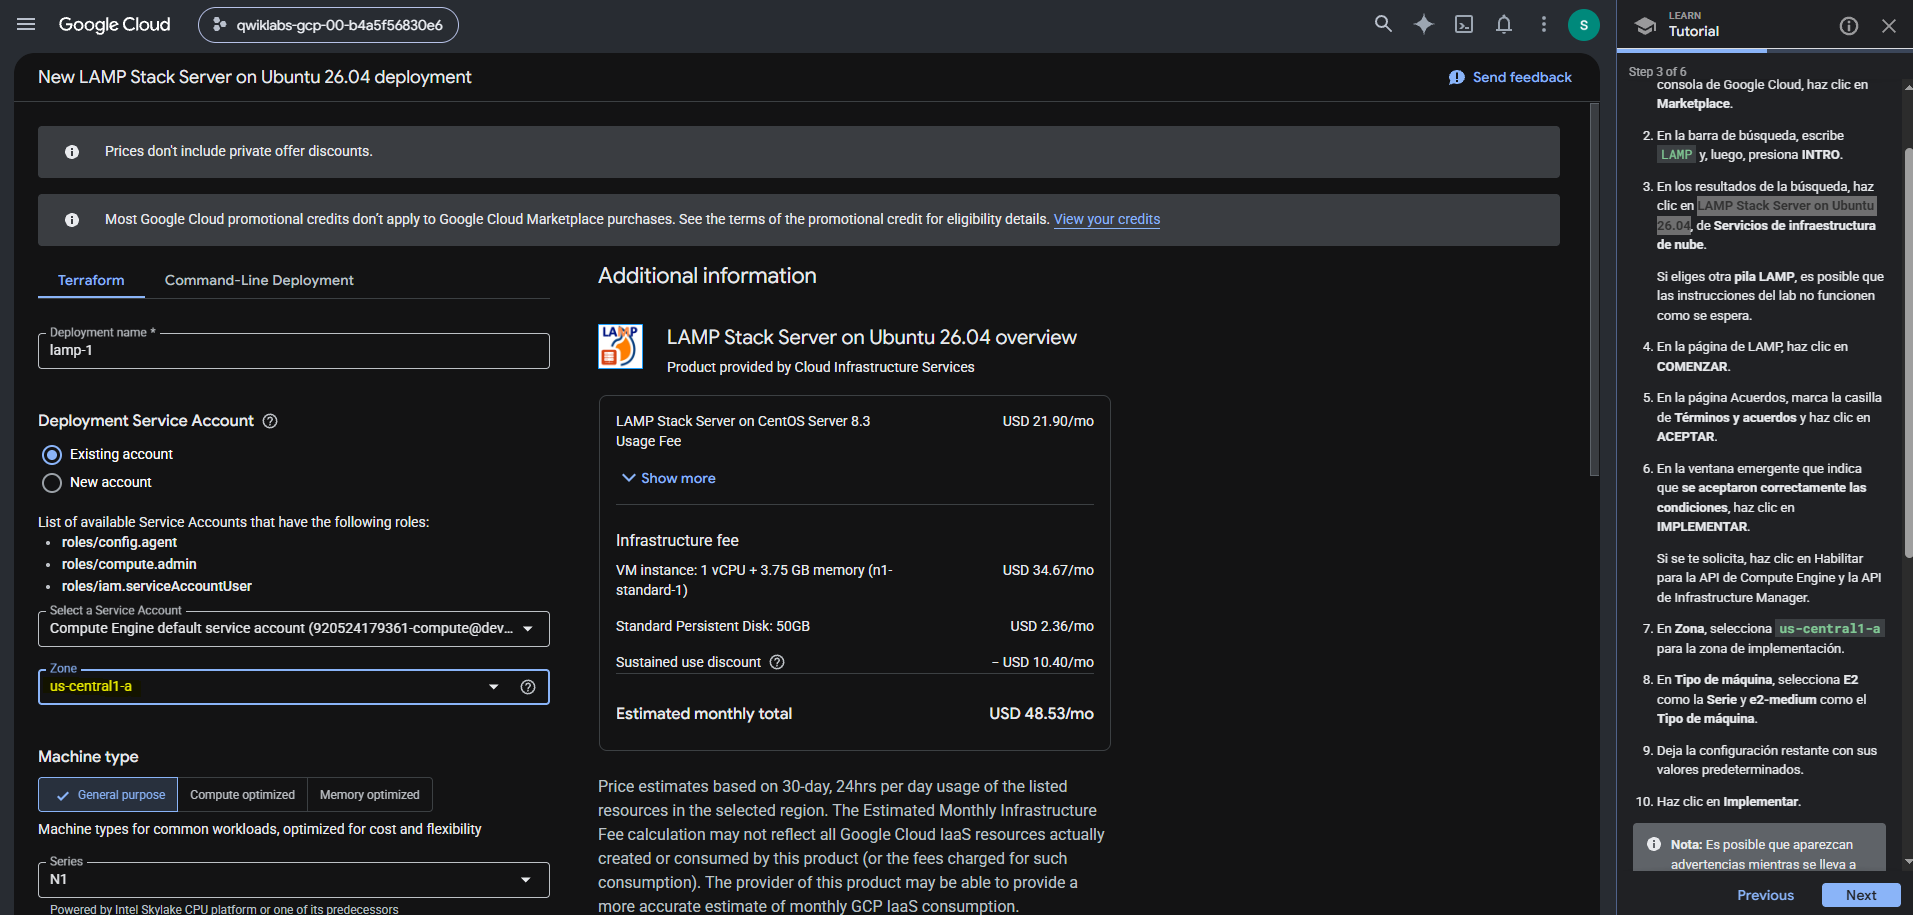 Google Cloud
qwiklabs-gcp-00-b4a5f56830e6
S
LEARN
Tutorial
New LAMP Stack Server on Ubuntu 26.04 deployment
Send feedback
Prices don't include private offer discounts.
Most Google Cloud promotional credits don't apply to Google Cloud Marketplace purchases. See the terms of the promotional credit for eligibility details. View your credits
Terraform
Command-Line Deployment
Deployment name *
lamp-1
Deployment Service Account
Existing account
New account
List of available Service Accounts that have the following roles:
• roles/config.agent
• roles/compute.admin
• roles/iam.serviceAccountUser
Select a Service Account
Compute Engine default service account (920524179361-compute@dev...
Zone
us-central1-a
Machine type
General purpose
Compute optimized
Memory optimized
Machine types for common workloads, optimized for cost and flexibility
Series
N1
Powered by Intel Skylake CPU platform or one of its predecessors
Additional information
LAMP
LAMP Stack Server on Ubuntu 26.04 overview
Product provided by Cloud Infrastructure Services
LAMP Stack Server on CentOS Server 8.3 USD 21.90/mo
Usage Fee
Show more
Infrastructure fee
VM instance: 1 vCPU + 3.75 GB memory (n1- USD 34.67/mo
standard-1)
Standard Persistent Disk: 50GB USD 2.36/mo
Sustained use discount − USD 10.40/mo
Estimated monthly total USD 48.53/mo
Price estimates based on 30-day, 24hrs per day usage of the listed
resources in the selected region. The Estimated Monthly Infrastructure
Fee calculation may not reflect all Google Cloud IaaS resources actually
created or consumed by this product (or the fees charged for such
consumption). The provider of this product may be able to provide a
more accurate estimate of monthly GCP IaaS consumption.
Step 3 of 6
consola de Google Cloud, haz clic en
Marketplace.
2. En la barra de búsqueda, escribe
LAMP y, luego, presiona INTRO.
3. En los resultados de la búsqueda, haz
clic en LAMP Stack Server on Ubuntu
26.04, de Servicios de infraestructura
de nube.
Si eliges otra pila LAMP, es posible que
las instrucciones del lab no funcionen
como se espera.
4. En la página de LAMP, haz clic en
COMENZAR.
5. En la página Acuerdos, marca la casilla
de Términos y acuerdos y haz clic en
ACEPTAR.
6. En la ventana emergente que indica
que se aceptaron correctamente las
condiciones, haz clic en
IMPLEMENTAR.
Si se te solicita, haz clic en Habilitar
para la API de Compute Engine y la API
de Infrastructure Manager.
7. En Zona, selecciona us-central1-a
para la zona de implementación.
8. En Tipo de máquina, selecciona E2
como la Serie y e2-medium como el
Tipo de máquina.
9. Deja la configuración restante con sus
valores predeterminados.
10. Haz clic en Implementar.
Nota: Es posible que aparezcan
advertencias mientras se lleva a
Previous
Next